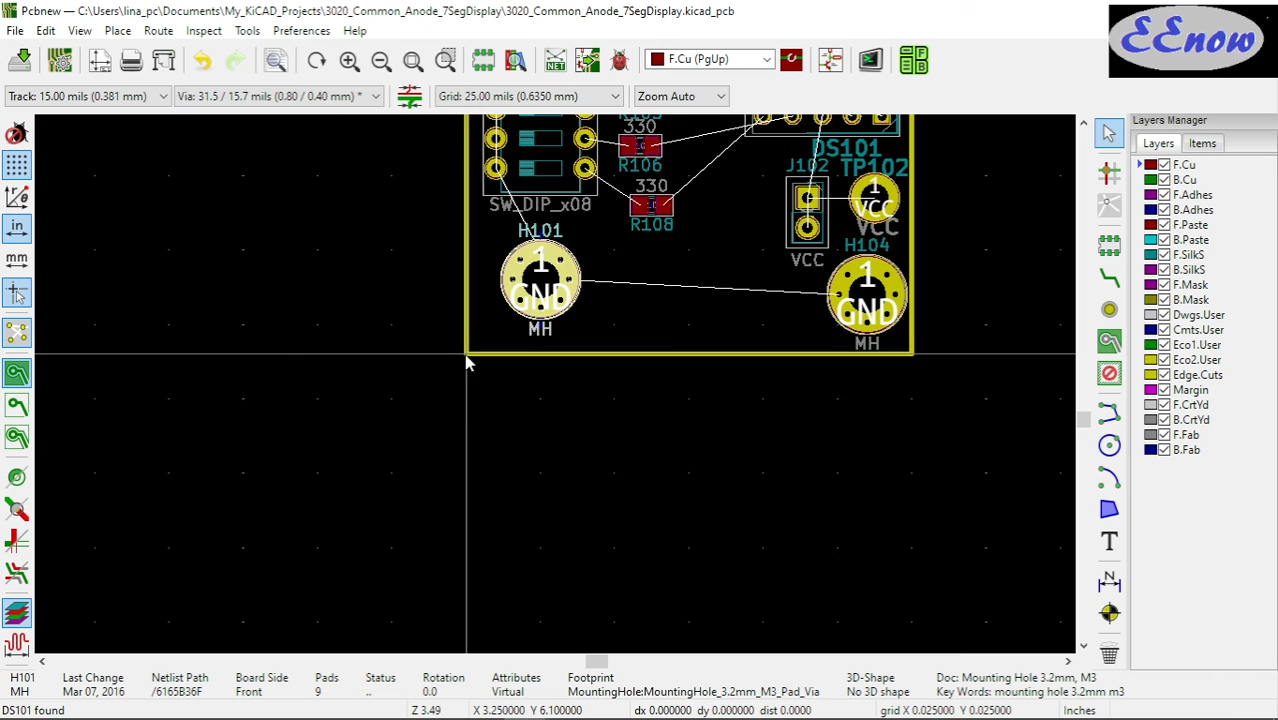 Pcbnew — C:\Users\lina_pc\Documents\My_KiCAD_Projects\3020_Common_Anode_7SegDisplay\3020_Common_Anode_7SegDisplay.kicad_pcb
EEnow
File Edit View Place Route Inspect Tools Preferences Help
NET
F.Cu (PgUp)
Track: 15.00 mils (0.381 mm)
Via: 31.5 / 15.7 mils (0.80 / 0.40 mm) *
Grid: 25.00 mils (0.6350 mm)
Zoom Auto
Layers Manager
Layers Items
F.Cu
B.Cu
F.Adhes
B.Adhes
F.Paste
B.Paste
F.SilkS
B.SilkS
F.Mask
B.Mask
Dwgs.User
Cmts.User
Eco1.User
Eco2.User
Edge.Cuts
Margin
F.CrtYd
B.CrtYd
F.Fab
B.Fab
in
mm
330
R106
330
R108
SW_DIP_x08
DS101
J102
TP102
1
VCC
VCC
VCC
H101
1
GND
MH
H104
1
GND
MH
H101 Last Change Netlist Path Board Side Pads Status Rotation Attributes Footprint 3D-Shape Doc: Mounting Hole 3.2mm, M3
MH Mar 07, 2016 /6165B36F Front 9 .. 0.0 Virtual MountingHole:MountingHole_3.2mm_M3_Pad_Via No 3D shape Key Words: mounting hole 3.2mm m3
DS101 found Z 3.49 X 3.250000 Y 6.100000 dx 0.000000 dy 0.000000 dist 0.0000 grid X 0.025000 Y 0.025000 Inches